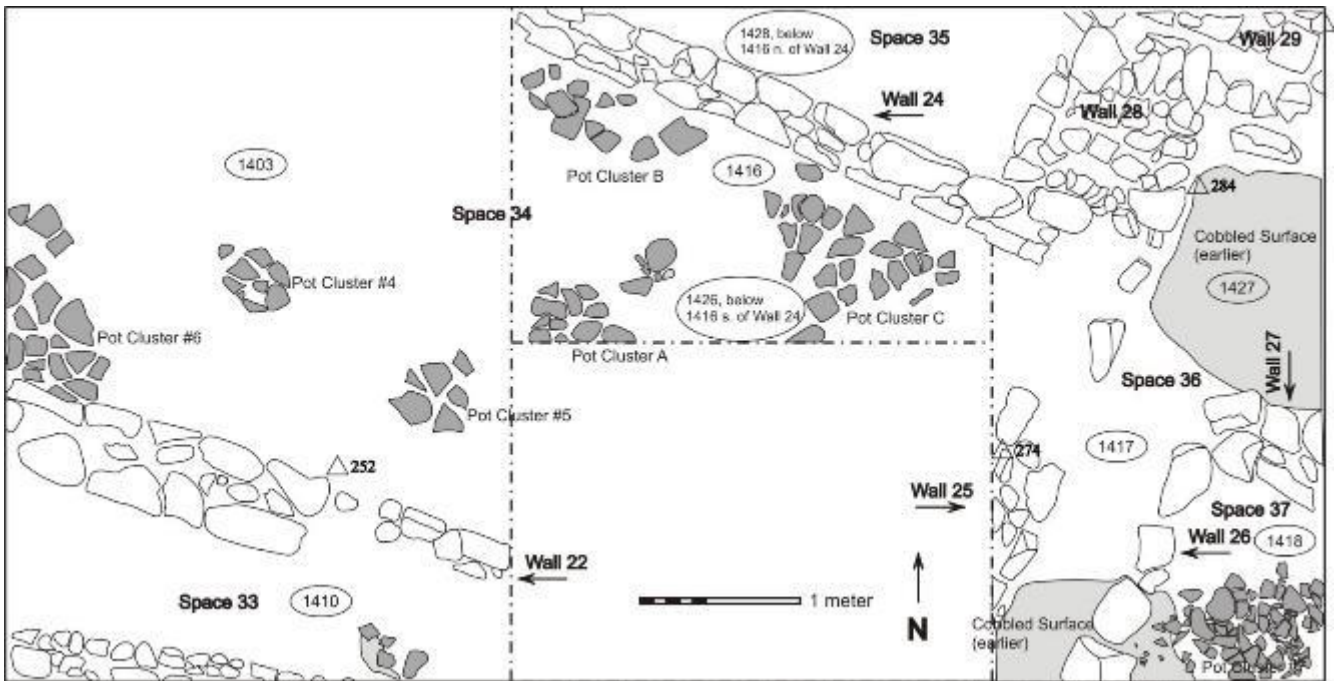 1428, below
1416 n. of Wall 24
Space 35
Wall 29
Wall 24
Wall 28
1403
Pot Cluster B
1416
284
Space 34
Cobbled Surface
(earlier)
1427
Pot Cluster #4
1426, below
1416 s. of Wall 24
Pot Cluster C
Pot Cluster #6
Pot Cluster A
Wall 27
Space 36
Pot Cluster #5
1417
274
252
Wall 25
Space 37
Wall 26
1418
Wall 22
Space 33
1410
1 meter
N
Cobbled Surface
(earlier)
Pot Cluster